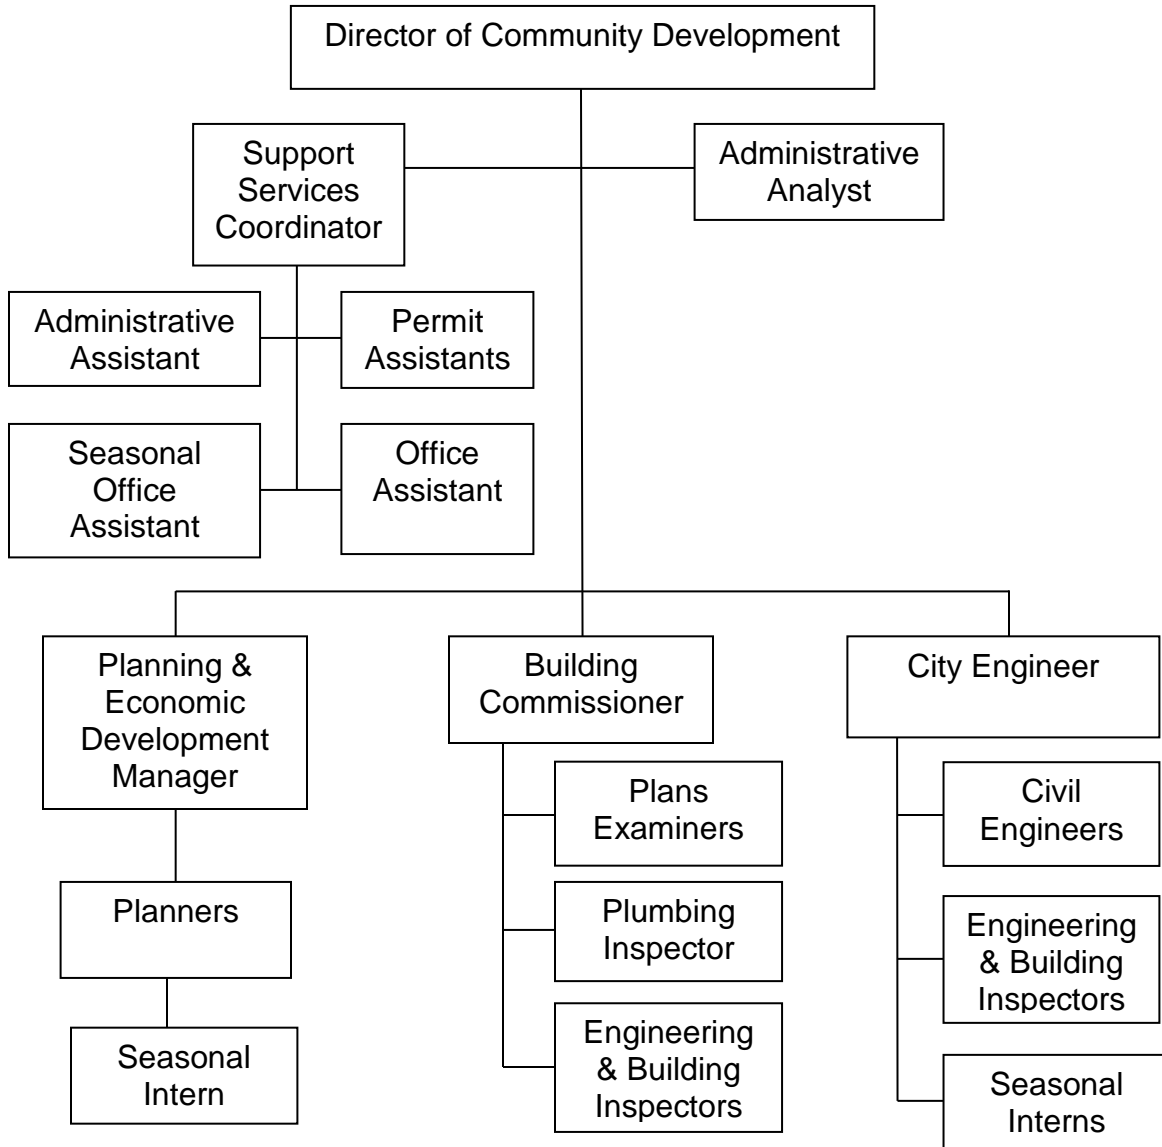 Director of Community Development
Support
Services
Coordinator
Administrative
Analyst
Administrative
Assistant
Permit
Assistants
Seasonal
Office
Assistant
Office
Assistant
Planning &
Economic
Development
Manager
Building
Commissioner
City Engineer
Plans
Examiners
Civil
Engineers
Planners
Plumbing
Inspector
Engineering
& Building
Inspectors
Seasonal
Intern
Engineering
& Building
Inspectors
Seasonal
Interns